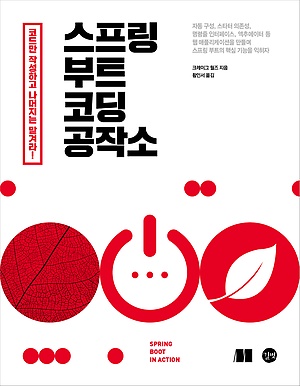 코드만 작성하고 나머지는 맡겨라!
스프링
부트
코딩
공작소
자동 구성, 스타터 의존성,
명령줄 인터페이스, 액추에이터 등
웹 애플리케이션을 만들며
스프링 부트의 핵심 기능을 익히자
크레이그 월즈 지음
황인서 옮김
SPRING
BOOT
IN ACTION
길벗